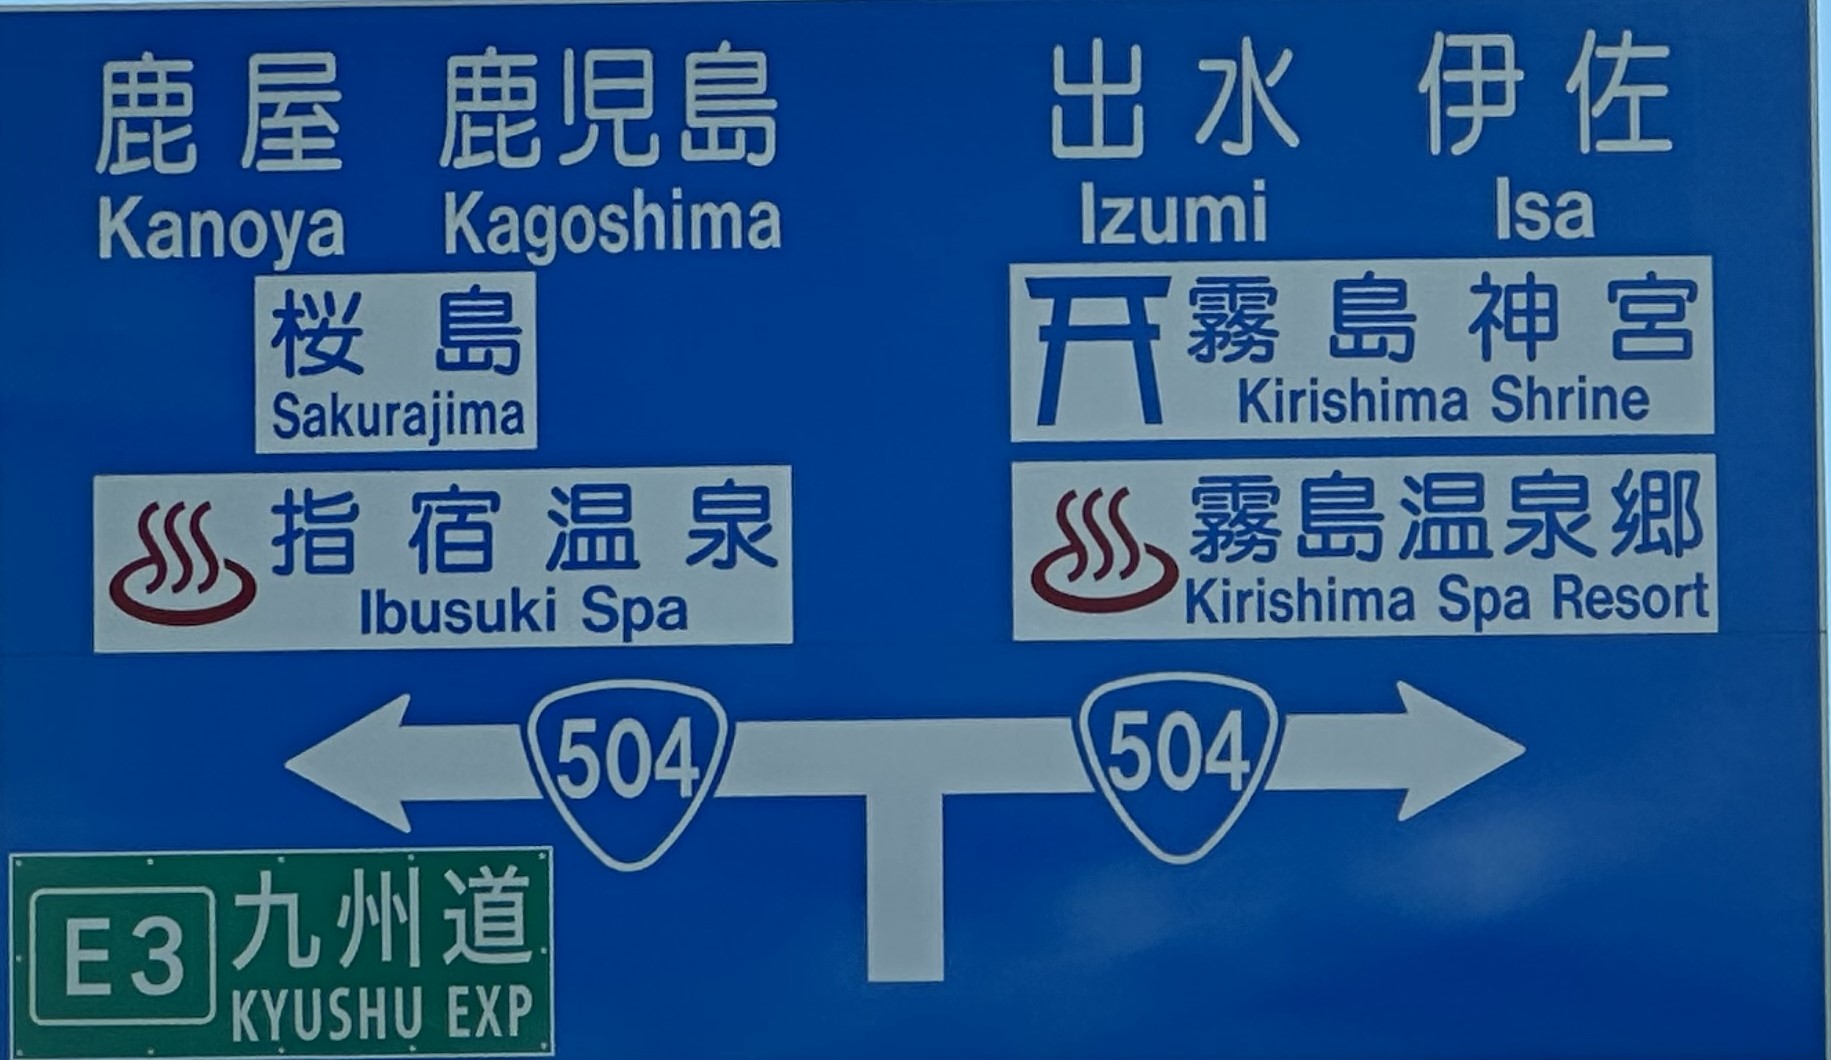 鹿屋 鹿児島
Kanoya Kagoshima
桜島
Sakurajima
指宿温泉
Ibusuki Spa
出水 伊佐
Izumi Isa
霧島神宮
Kirishima Shrine
霧島温泉郷
Kirishima Spa Resort
504
504
E3 九州道
KYUSHU EXP